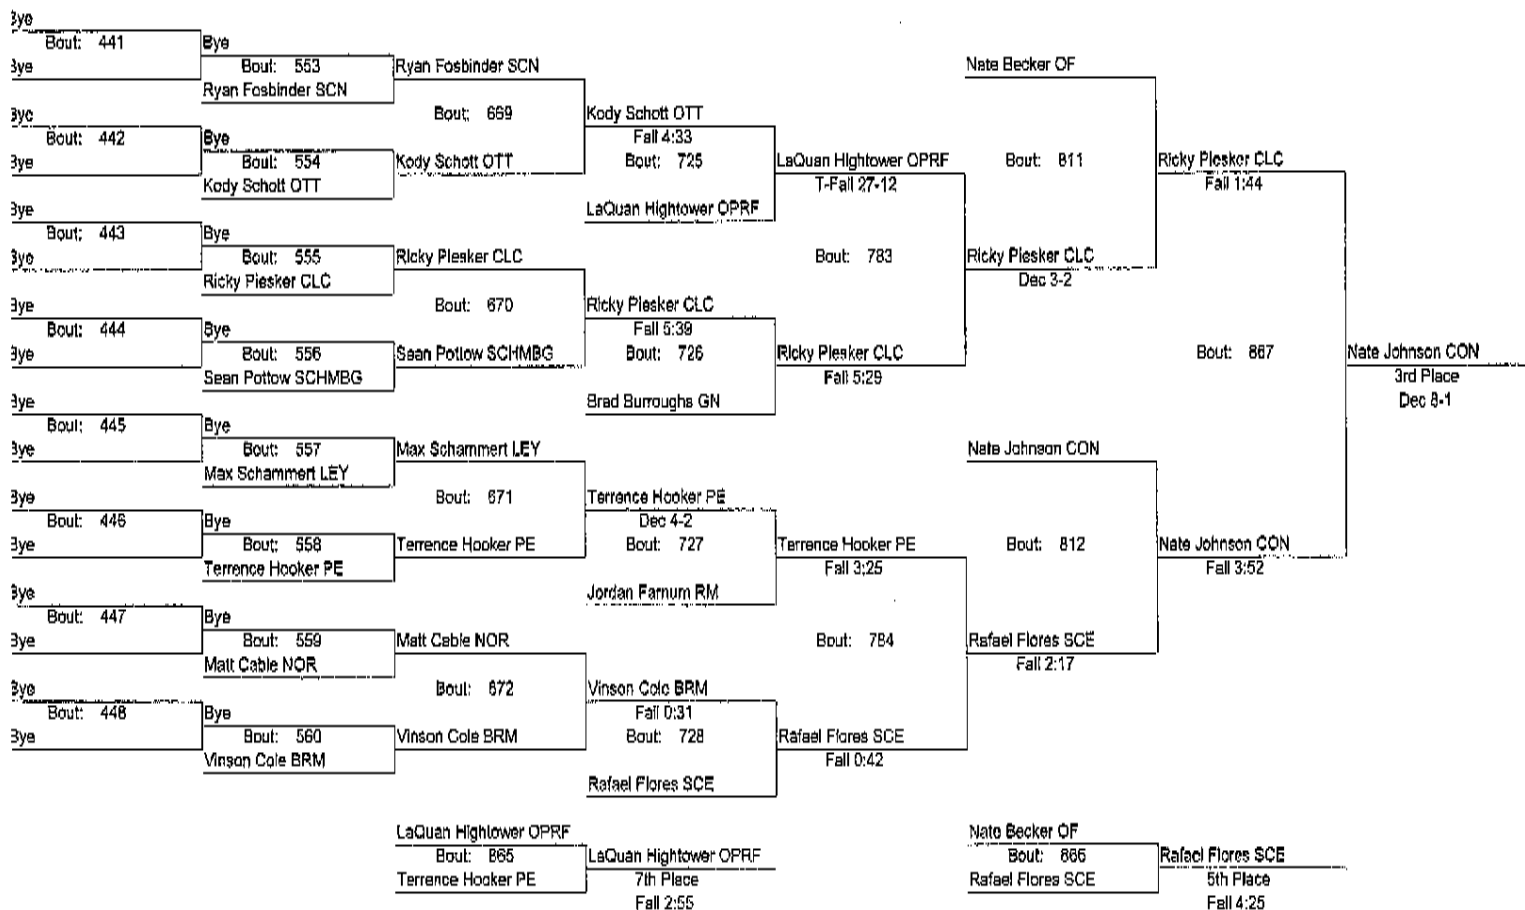 Bye
Bout: 441 Bye
Bye Bout: 553 Ryan Fosbinder SCN Nate Becker OF
Ryan Fosbinder SCN
Bye Bout: 669 Kody Schott OTT
Bout: 442 Bye Fall 4:33
Bye Bout: 554 Kody Schott OTT Bout: 725 LaQuan Hightower OPRF Bout: 811 Ricky Piesker CLC
Kody Schott OTT T-Fall 27-12 Fall 1:44
Bye LaQuan Hightower OPRF
Bout: 443 Bye
Bye Bout: 555 Ricky Piesker CLC Bout: 783 Ricky Piesker CLC
Ricky Piesker CLC Dec 3-2
Bye Bout: 670 Ricky Piesker CLC
Bout: 444 Bye Fall 5:39
Bye Bout: 556 Sean Pottow SCHMBG Bout: 726 Ricky Piesker CLC Bout: 867 Nate Johnson CON
Sean Pottow SCHMBG Fall 5:29 3rd Place
Bye Brad Burroughs GN Dec 8-1
Bout: 445 Bye
Bye Bout: 557 Max Schammert LEY Nate Johnson CON
Max Schammert LEY
Bye Bout: 671 Terrence Hooker PE
Bout: 446 Bye Dec 4-2
Bye Bout: 558 Terrence Hooker PE Bout: 727 Terrence Hooker PE Bout: 812 Nate Johnson CON
Terrence Hooker PE Fall 3:25 Fall 3:52
Bye Jordan Farnum RM
Bout: 447 Bye
Bye Bout: 559 Matt Cable NOR Bout: 784 Rafael Flores SCE
Matt Cable NOR Fall 2:17
Bye Bout: 672 Vinson Cole BRM
Bout: 448 Bye Fall 0:31
Bye Bout: 560 Vinson Cole BRM Bout: 728 Rafael Flores SCE
Vinson Cole BRM Fall 0:42
Rafael Flores SCE
LaQuan Hightower OPRF Nate Becker OF
Bout: 865 LaQuan Hightower OPRF Bout: 866 Rafael Flores SCE
Terrence Hooker PE 7th Place Rafael Flores SCE 5th Place
Fall 2:55 Fall 4:25